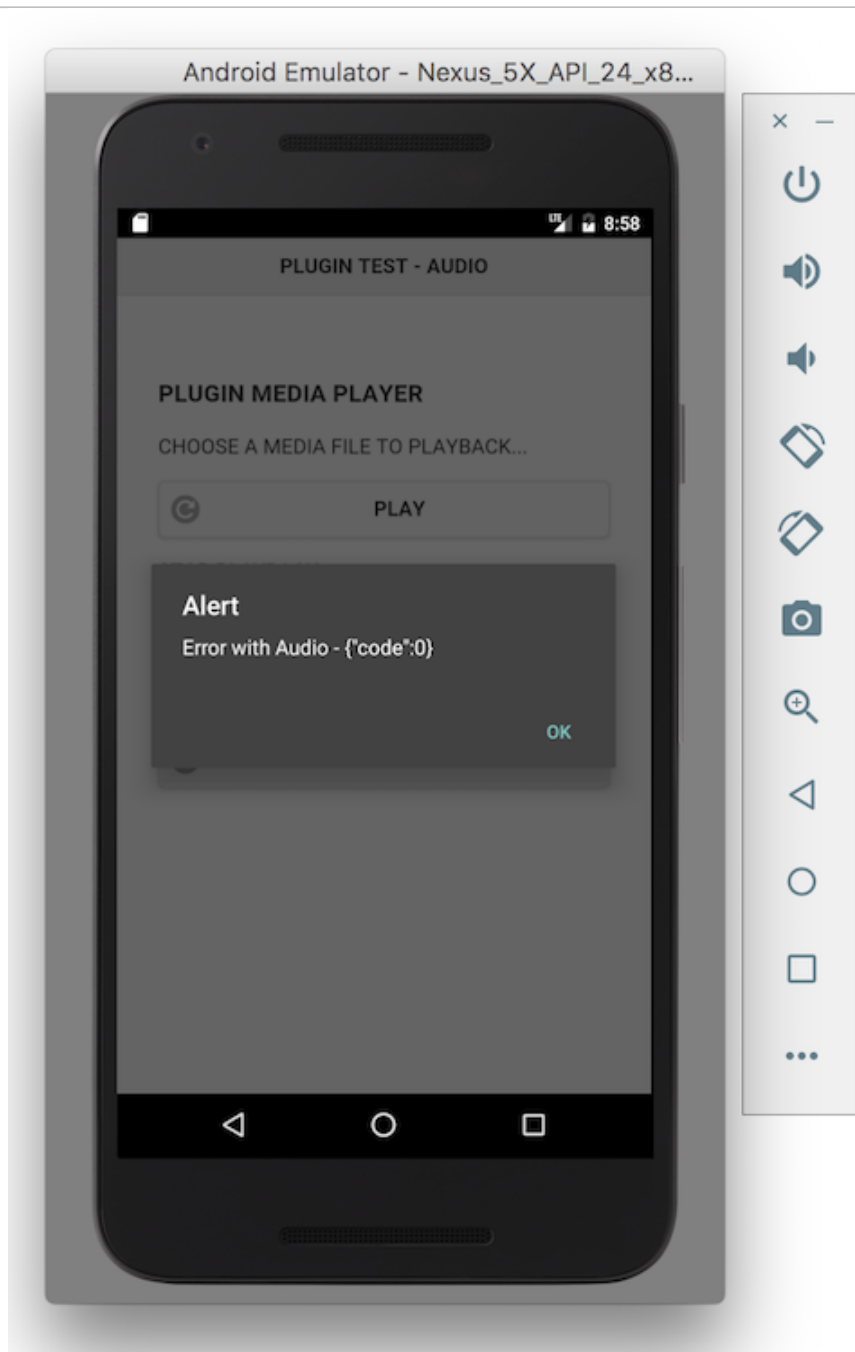 Android Emulator - Nexus_5X_API_24_x8...
LTE 8:58
PLUGIN TEST - AUDIO
PLUGIN MEDIA PLAYER
CHOOSE A MEDIA FILE TO PLAYBACK...
PLAY
Alert
Error with Audio - {"code":0}
OK